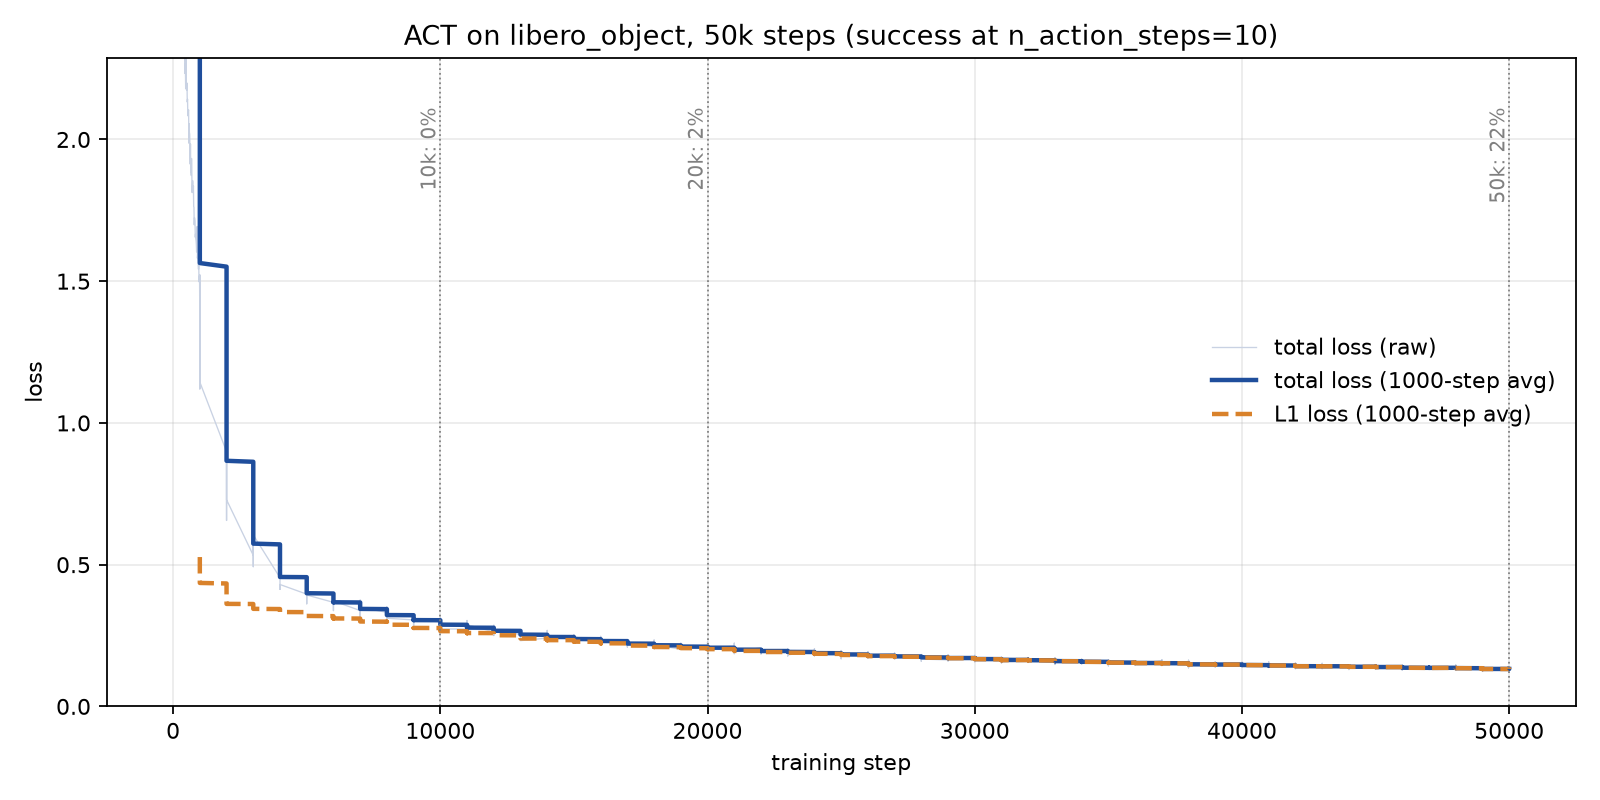 ACT on libero_object, 50k steps (success at n_action_steps=10)
loss
2.0
1.5
1.0
0.5
0.0
10k: 0%
20k: 2%
50k: 22%
total loss (raw)
total loss (1000-step avg)
L1 loss (1000-step avg)
0
10000
20000
30000
40000
50000
training step